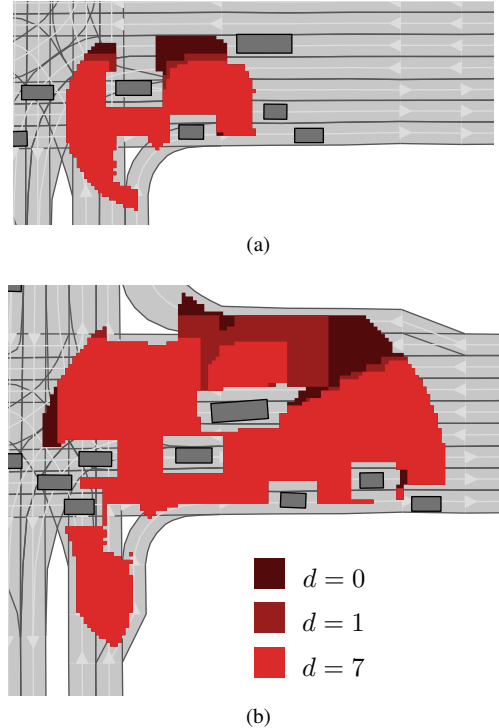 (a)
d = 0
d = 1
d = 7
(b)